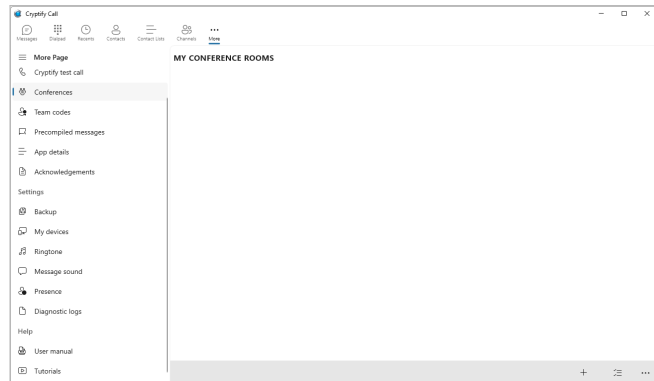 Cryptify Call
Messages Dialpad Recents Contacts Contact Lists Channels More
More Page
MY CONFERENCE ROOMS
Cryptify test call
Conferences
Team codes
Precompiled messages
App details
Acknowledgements
Settings
Backup
My devices
Ringtone
Message sound
Presence
Diagnostic logs
Help
User manual
Tutorials